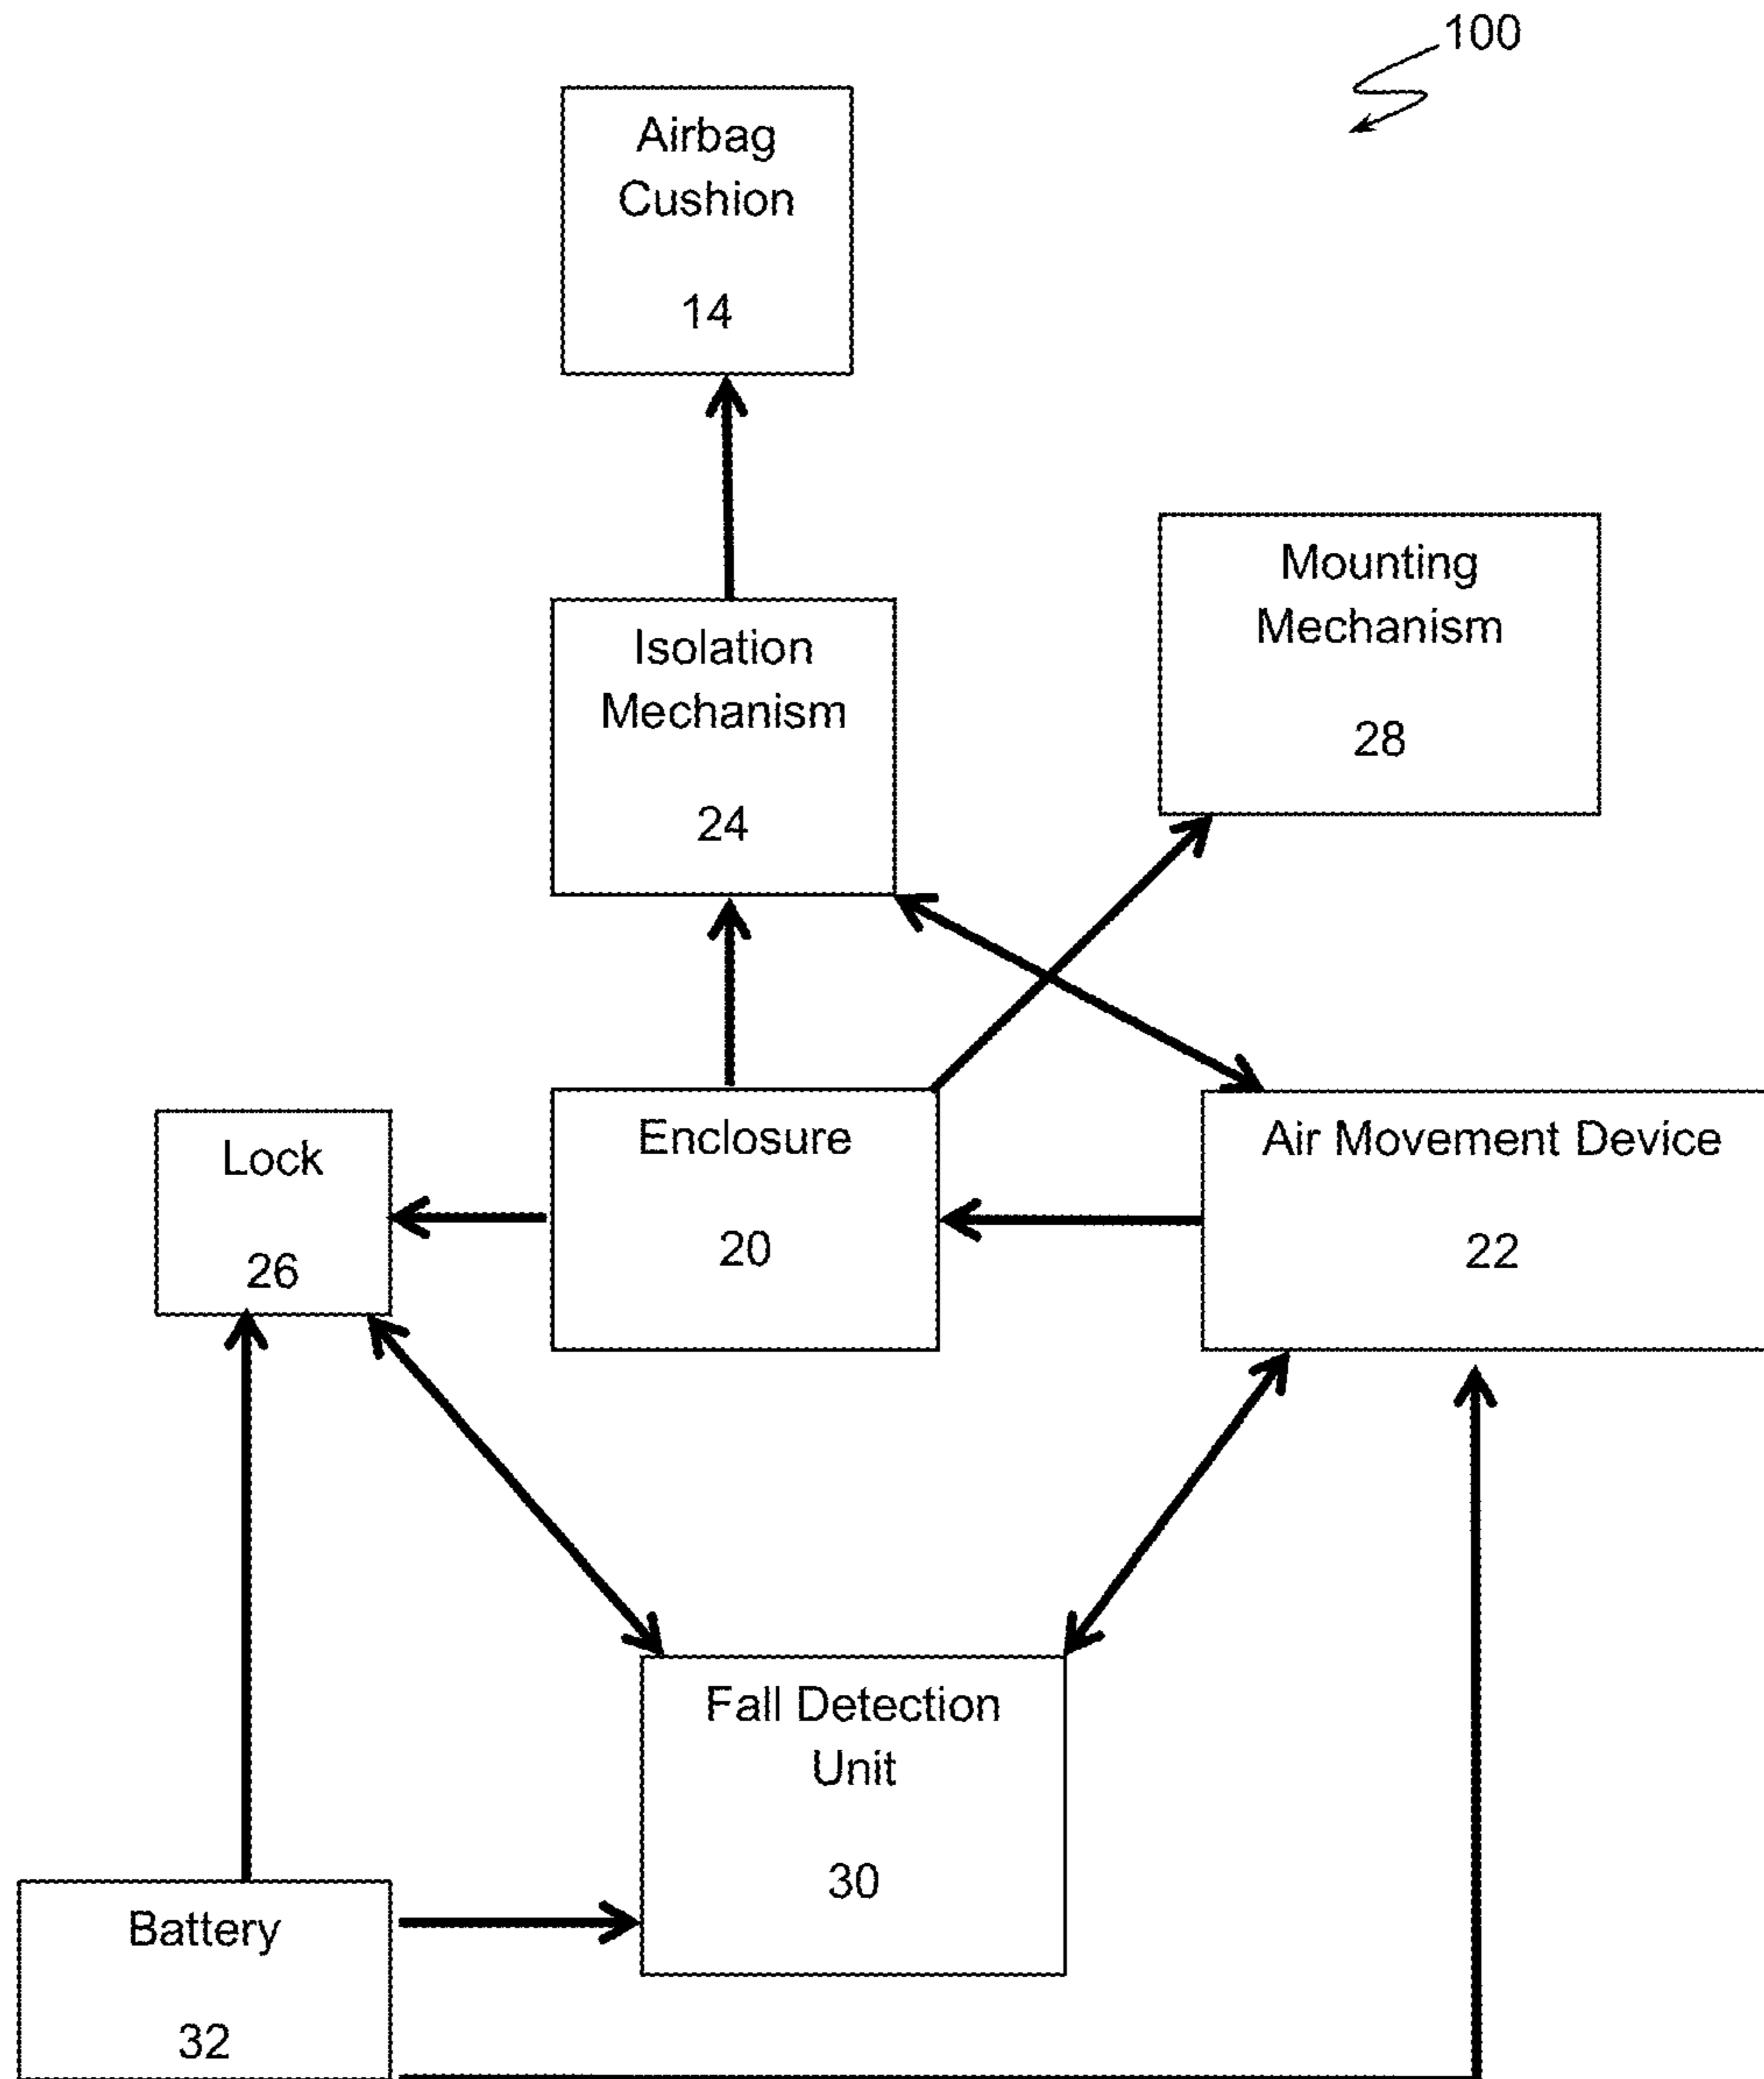 100
Airbag
Cushion
14
Mounting
Mechanism
28
Isolation
Mechanism
24
Lock
26
Enclosure
20
Air Movement Device
22
Fall Detection
Unit
30
Battery
32